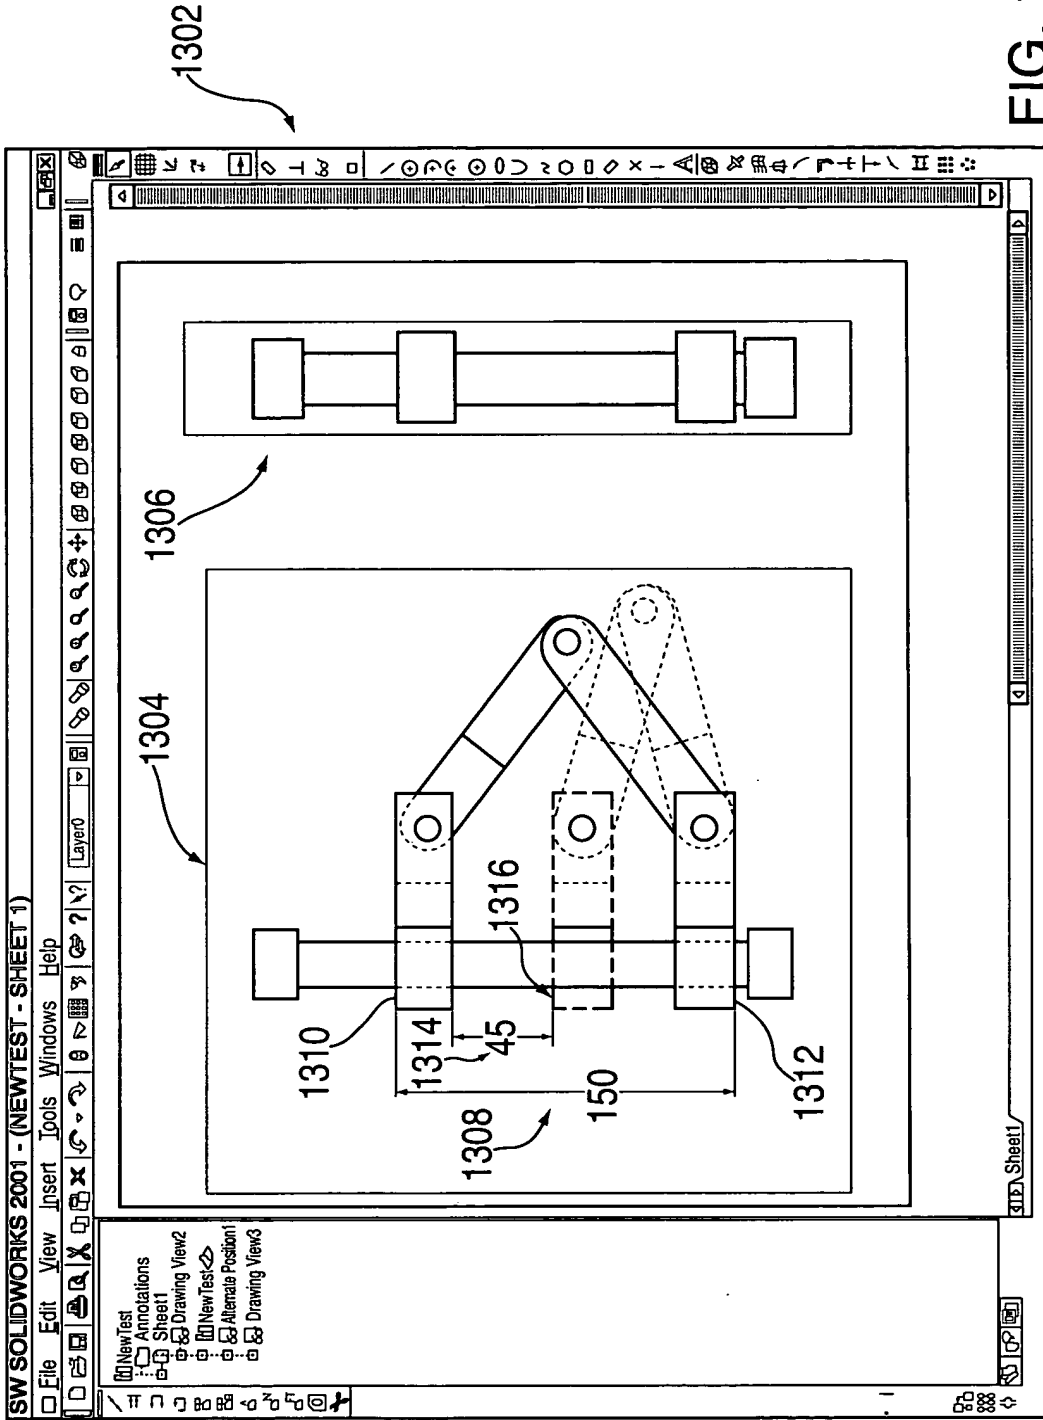 SW SOLIDWORKS 2001 - (NEWTEST - SHEET 1)
File Edit View Insert Tools Windows Help
Layer0
NewTest
Annotations
Sheet1
Drawing View2
NewTest<2>
Alternate Position1
Drawing View3
1302
1304
1306
1310
1314
45
1316
1308
150
1312
Sheet1
FIG.